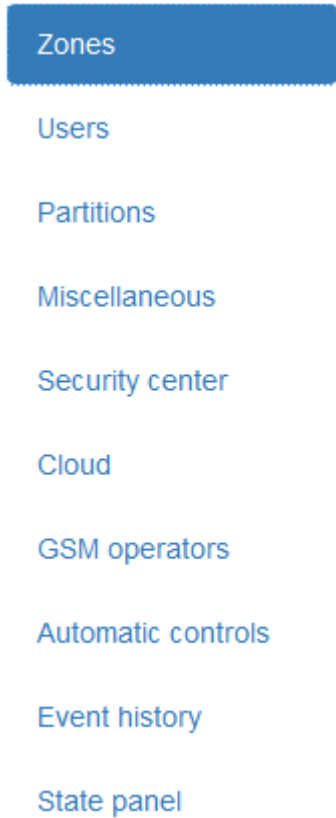 Zones
Users
Partitions
Miscellaneous
Security center
Cloud
GSM operators
Automatic controls
Event history
State panel